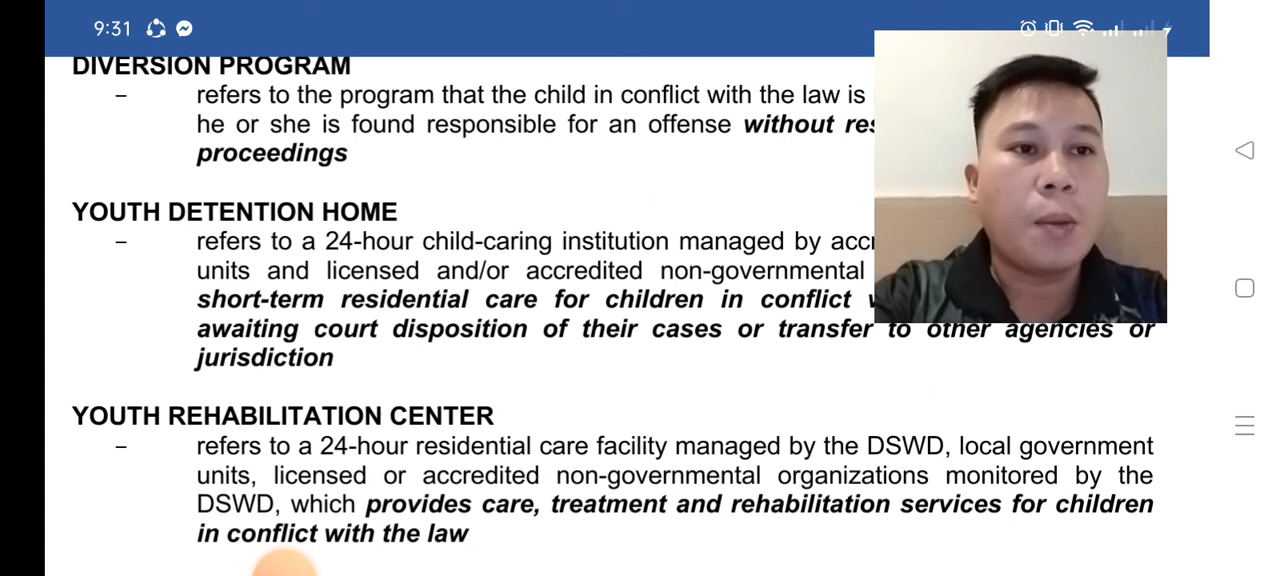 9:31
DIVERSION PROGRAM
– refers to the program that the child in conflict with the law is
he or she is found responsible for an offense without
proceedings
YOUTH DETENTION HOME
– refers to a 24-hour child-caring institution managed by
units and licensed and/or accredited non-governmental
short-term residential care for children in conflict
awaiting court disposition of their cases or transfer to other agencies or
jurisdiction
YOUTH REHABILITATION CENTER
– refers to a 24-hour residential care facility managed by the DSWD, local government
units, licensed or accredited non-governmental organizations monitored by the
DSWD, which provides care, treatment and rehabilitation services for children
in conflict with the law